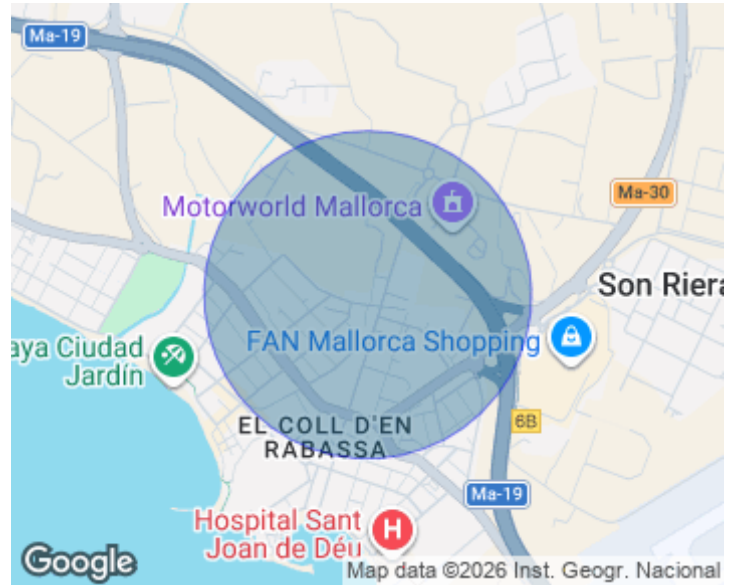 Ma-19
Motorworld Mallorca
Ma-30
Son Riera
FAN Mallorca Shopping
aya Ciudad
Jardín
EL COLL D'EN
RABASSA
6B
Ma-19
Hospital Sant
Joan de Déu
Google
Map data ©2026 Inst. Geogr. Nacional